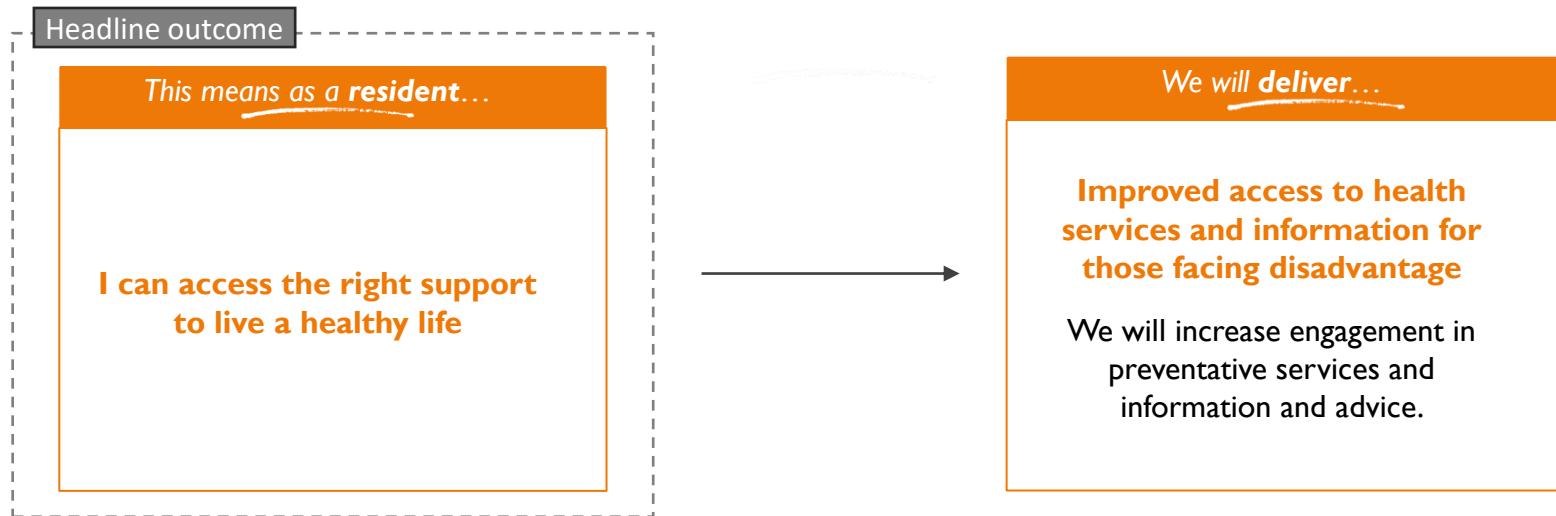 Headline outcome
This means as a resident…
I can access the right support
to live a healthy life
We will deliver…
Improved access to health
services and information for
those facing disadvantage
We will increase engagement in
preventative services and
information and advice.